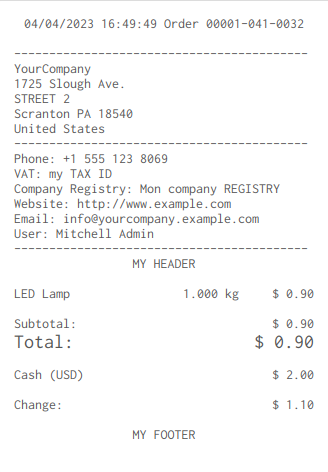 04/04/2023 16:49:49 Order 00001-041-0032
----------------------------------------
YourCompany
1725 Slough Ave.
STREET 2
Scranton PA 18540
United States
----------------------------------------
Phone: +1 555 123 8069
VAT: my TAX ID
Company Registry: Mon company REGISTRY
Website: http://www.example.com
Email: info@yourcompany.example.com
User: Mitchell Admin
----------------------------------------
MY HEADER
LED Lamp 1.000 kg $ 0.90
Subtotal: $ 0.90
Total: $ 0.90
Cash (USD) $ 2.00
Change: $ 1.10
MY FOOTER